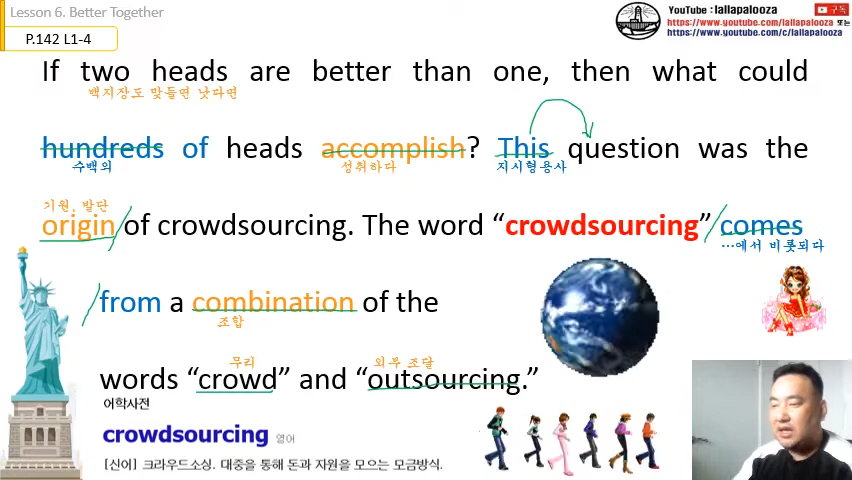 Lesson 6. Better Together
YouTube : lallapalooza
구독
https://www.youtube.com/lallapalooza 또는
https://www.youtube.com/c/lallapalooza
P.142 L1-4
If two heads are better than one, then what could
백지장도 맞들면 낫다면
hundreds of heads accomplish? This question was the
수백의 성취하다 지시형용사
기원, 발단
origin of crowdsourcing. The word “crowdsourcing” comes
…에서 비롯되다
from a combination of the
조합
무리 외부 조달
words “crowd” and “outsourcing.”
어학사전
crowdsourcing 열어
[신어] 크라우드소싱. 대중을 통해 돈과 자원을 모으는 모금방식.